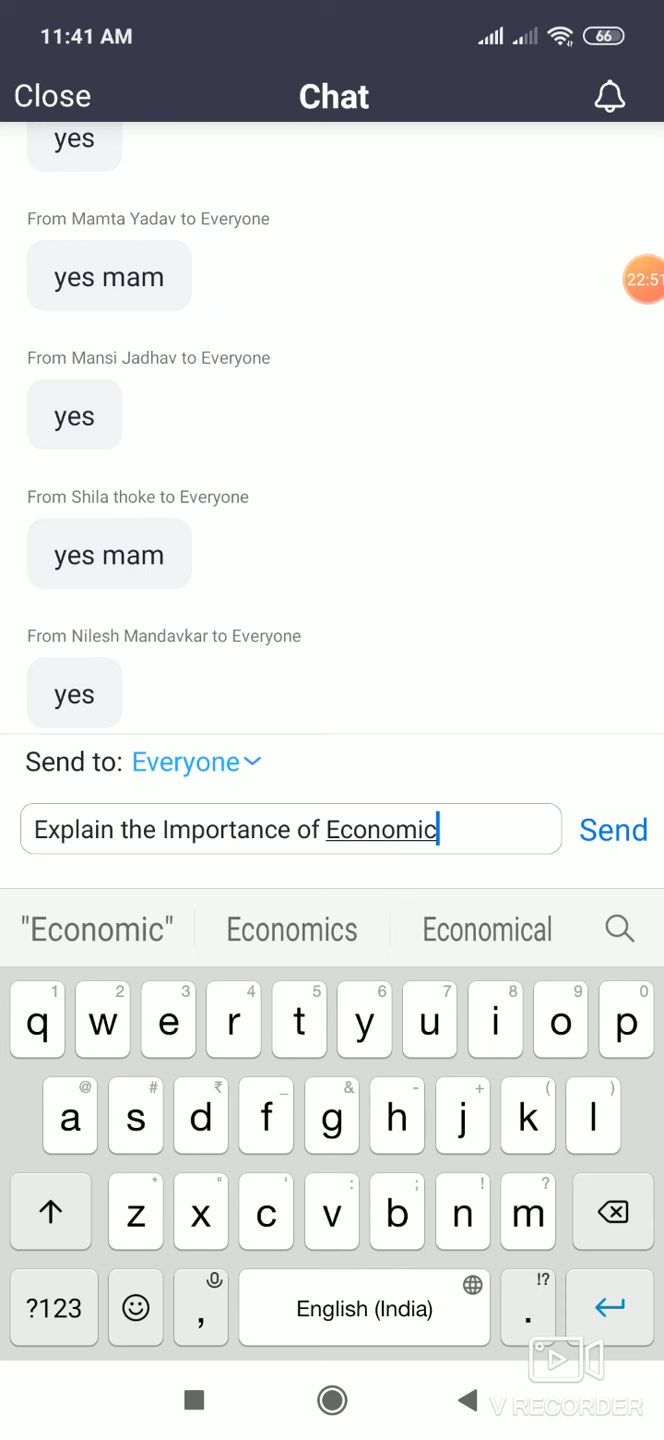 11:41 AM
66
Close
Chat
yes
From Mamta Yadav to Everyone
yes mam
22:51
From Mansi Jadhav to Everyone
yes
From Shila thoke to Everyone
yes mam
From Nilesh Mandavkar to Everyone
yes
Send to: Everyone
Explain the Importance of Economic
Send
"Economic" Economics Economical
1 2 3 4 5 6 7 8 9 0
q w e r t y u i o p
@ # ₹ _ & - + ( )
a s d f g h j k l
* " ' : ; ! ?
z x c v b n m
!?
?123 , English (India) .
V RECORDER